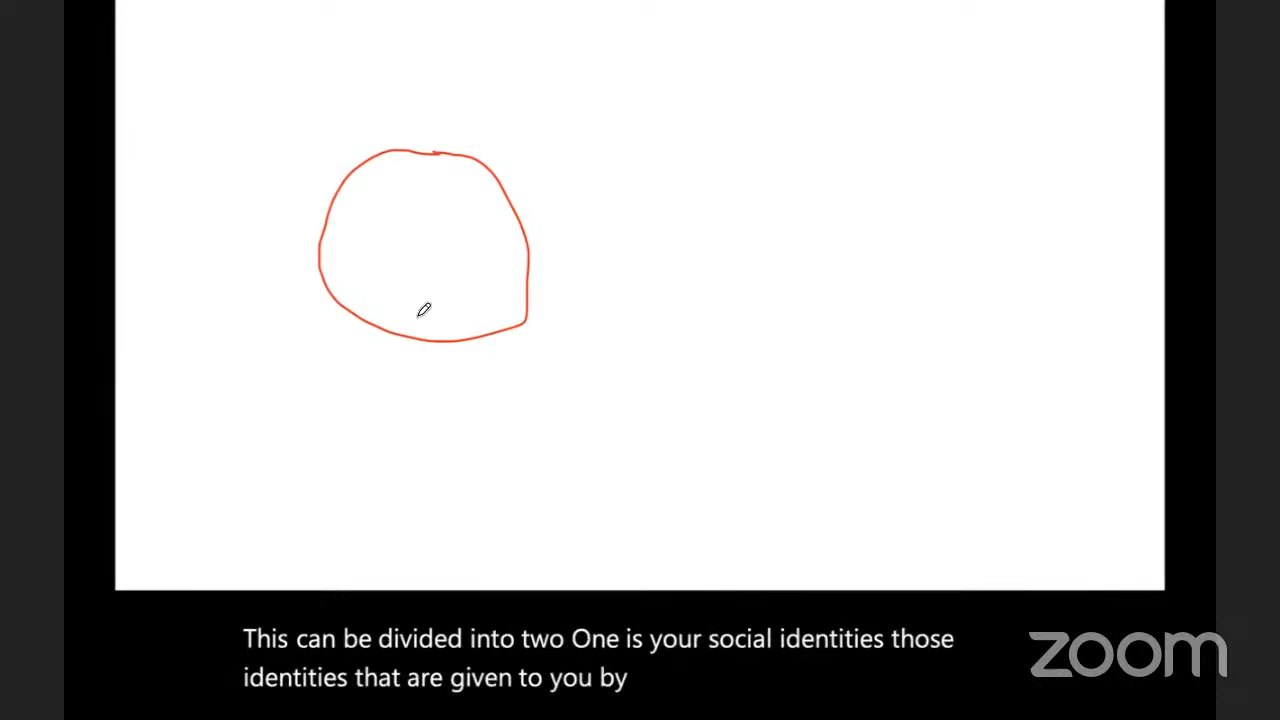 This can be divided into two One is your social identities those
identities that are given to you by
zoom